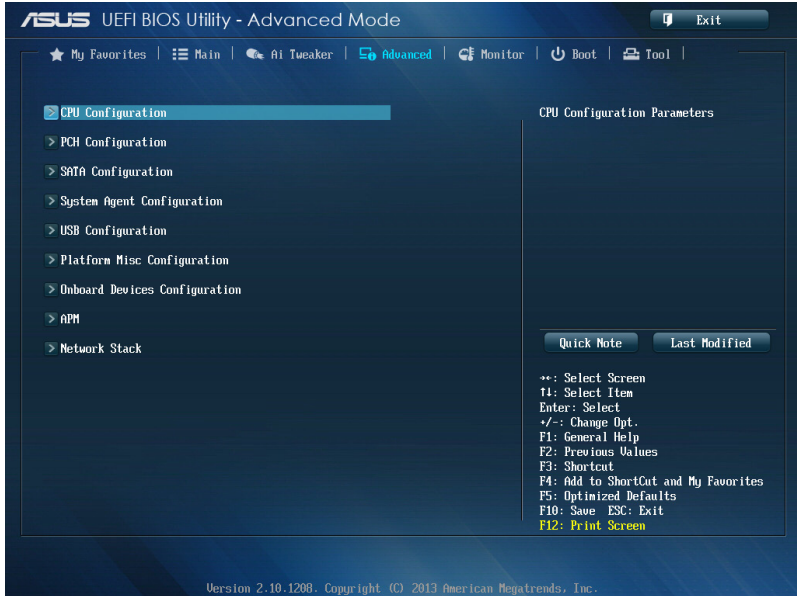 ASUS UEFI BIOS Utility - Advanced Mode
Exit
My Favorites | Main | Ai Tweaker | Advanced | Monitor | Boot | Tool |
CPU Configuration
PCH Configuration
SATA Configuration
System Agent Configuration
USB Configuration
Platform Misc Configuration
Onboard Devices Configuration
APM
Network Stack
CPU Configuration Parameters
Quick Note
Last Modified
→←: Select Screen
↑↓: Select Item
Enter: Select
+/-: Change Opt.
F1: General Help
F2: Previous Values
F3: Shortcut
F4: Add to ShortCut and My Favorites
F5: Optimized Defaults
F10: Save ESC: Exit
F12: Print Screen
Version 2.10.1208. Copyright (C) 2013 American Megatrends, Inc.